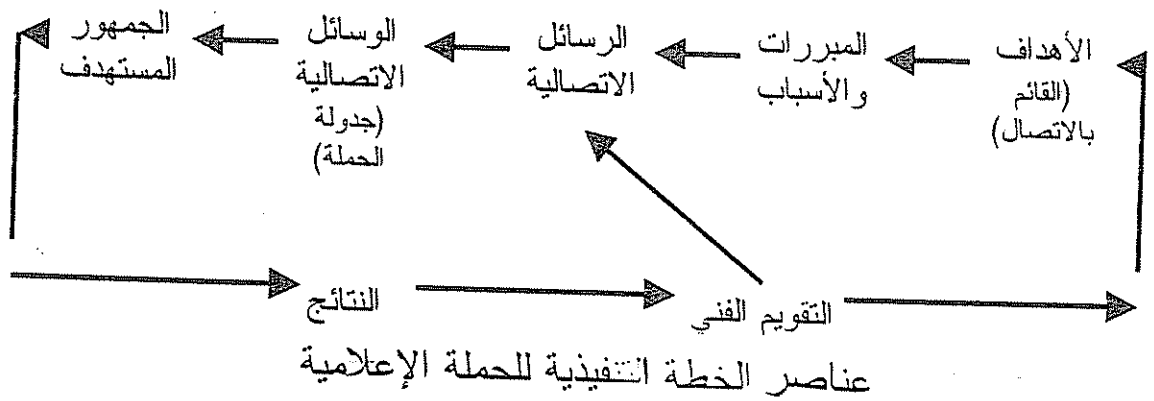 الأهداف
(القائم
بالاتصال)
المبررات
والأسباب
الرسائل
الاتصالية
الوسائل
الاتصالية
(جدولة
الحملة)
الجمهور
المستهدف
النتائج
التقويم الفني
عناصر الخطة التنفيذية للحملة الإعلامية